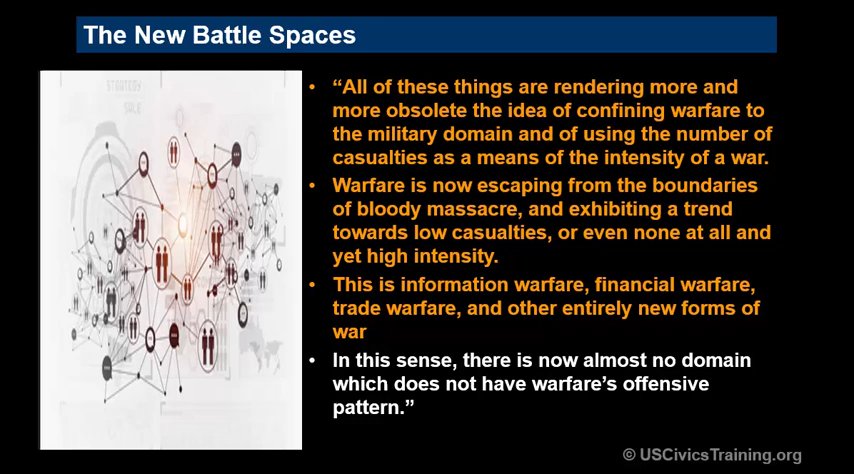 The New Battle Spaces
STRATEGY
• “All of these things are rendering more and
more obsolete the idea of confining warfare to
the military domain and of using the number of
casualties as a means of the intensity of a war.
• Warfare is now escaping from the boundaries
of bloody massacre, and exhibiting a trend
towards low casualties, or even none at all and
yet high intensity.
• This is information warfare, financial warfare,
trade warfare, and other entirely new forms of
war
• In this sense, there is now almost no domain
which does not have warfare’s offensive
pattern.”
© USCivicsTraining.org